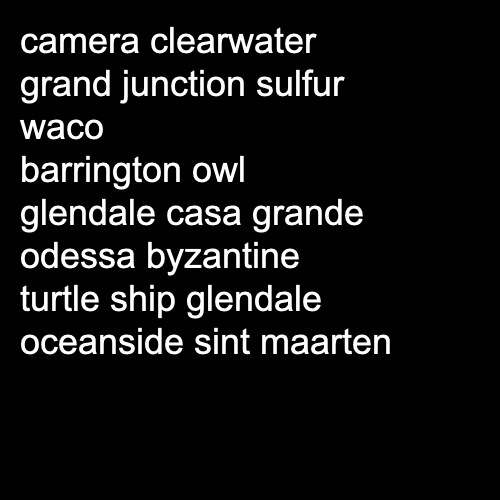 camera clearwater
grand junction sulfur
waco
barrington owl
glendale casa grande
odessa byzantine
turtle ship glendale
oceanside sint maarten